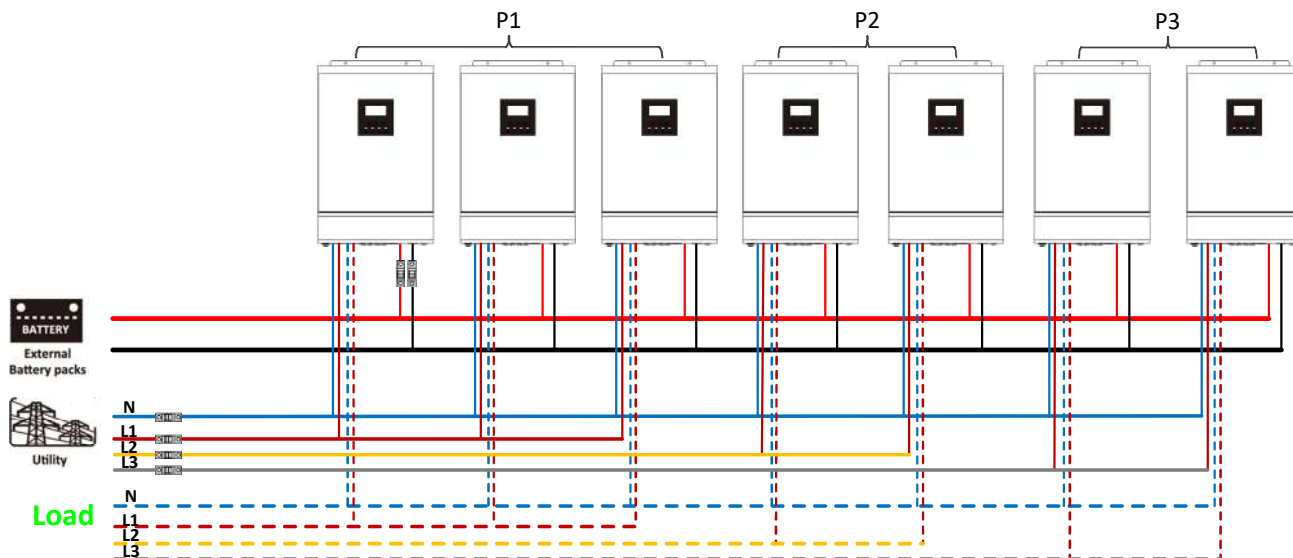 P1
P2
P3
BATTERY
External
Battery packs
N
L1
L2
L3
Utility
N
Load
L1
L2
L3